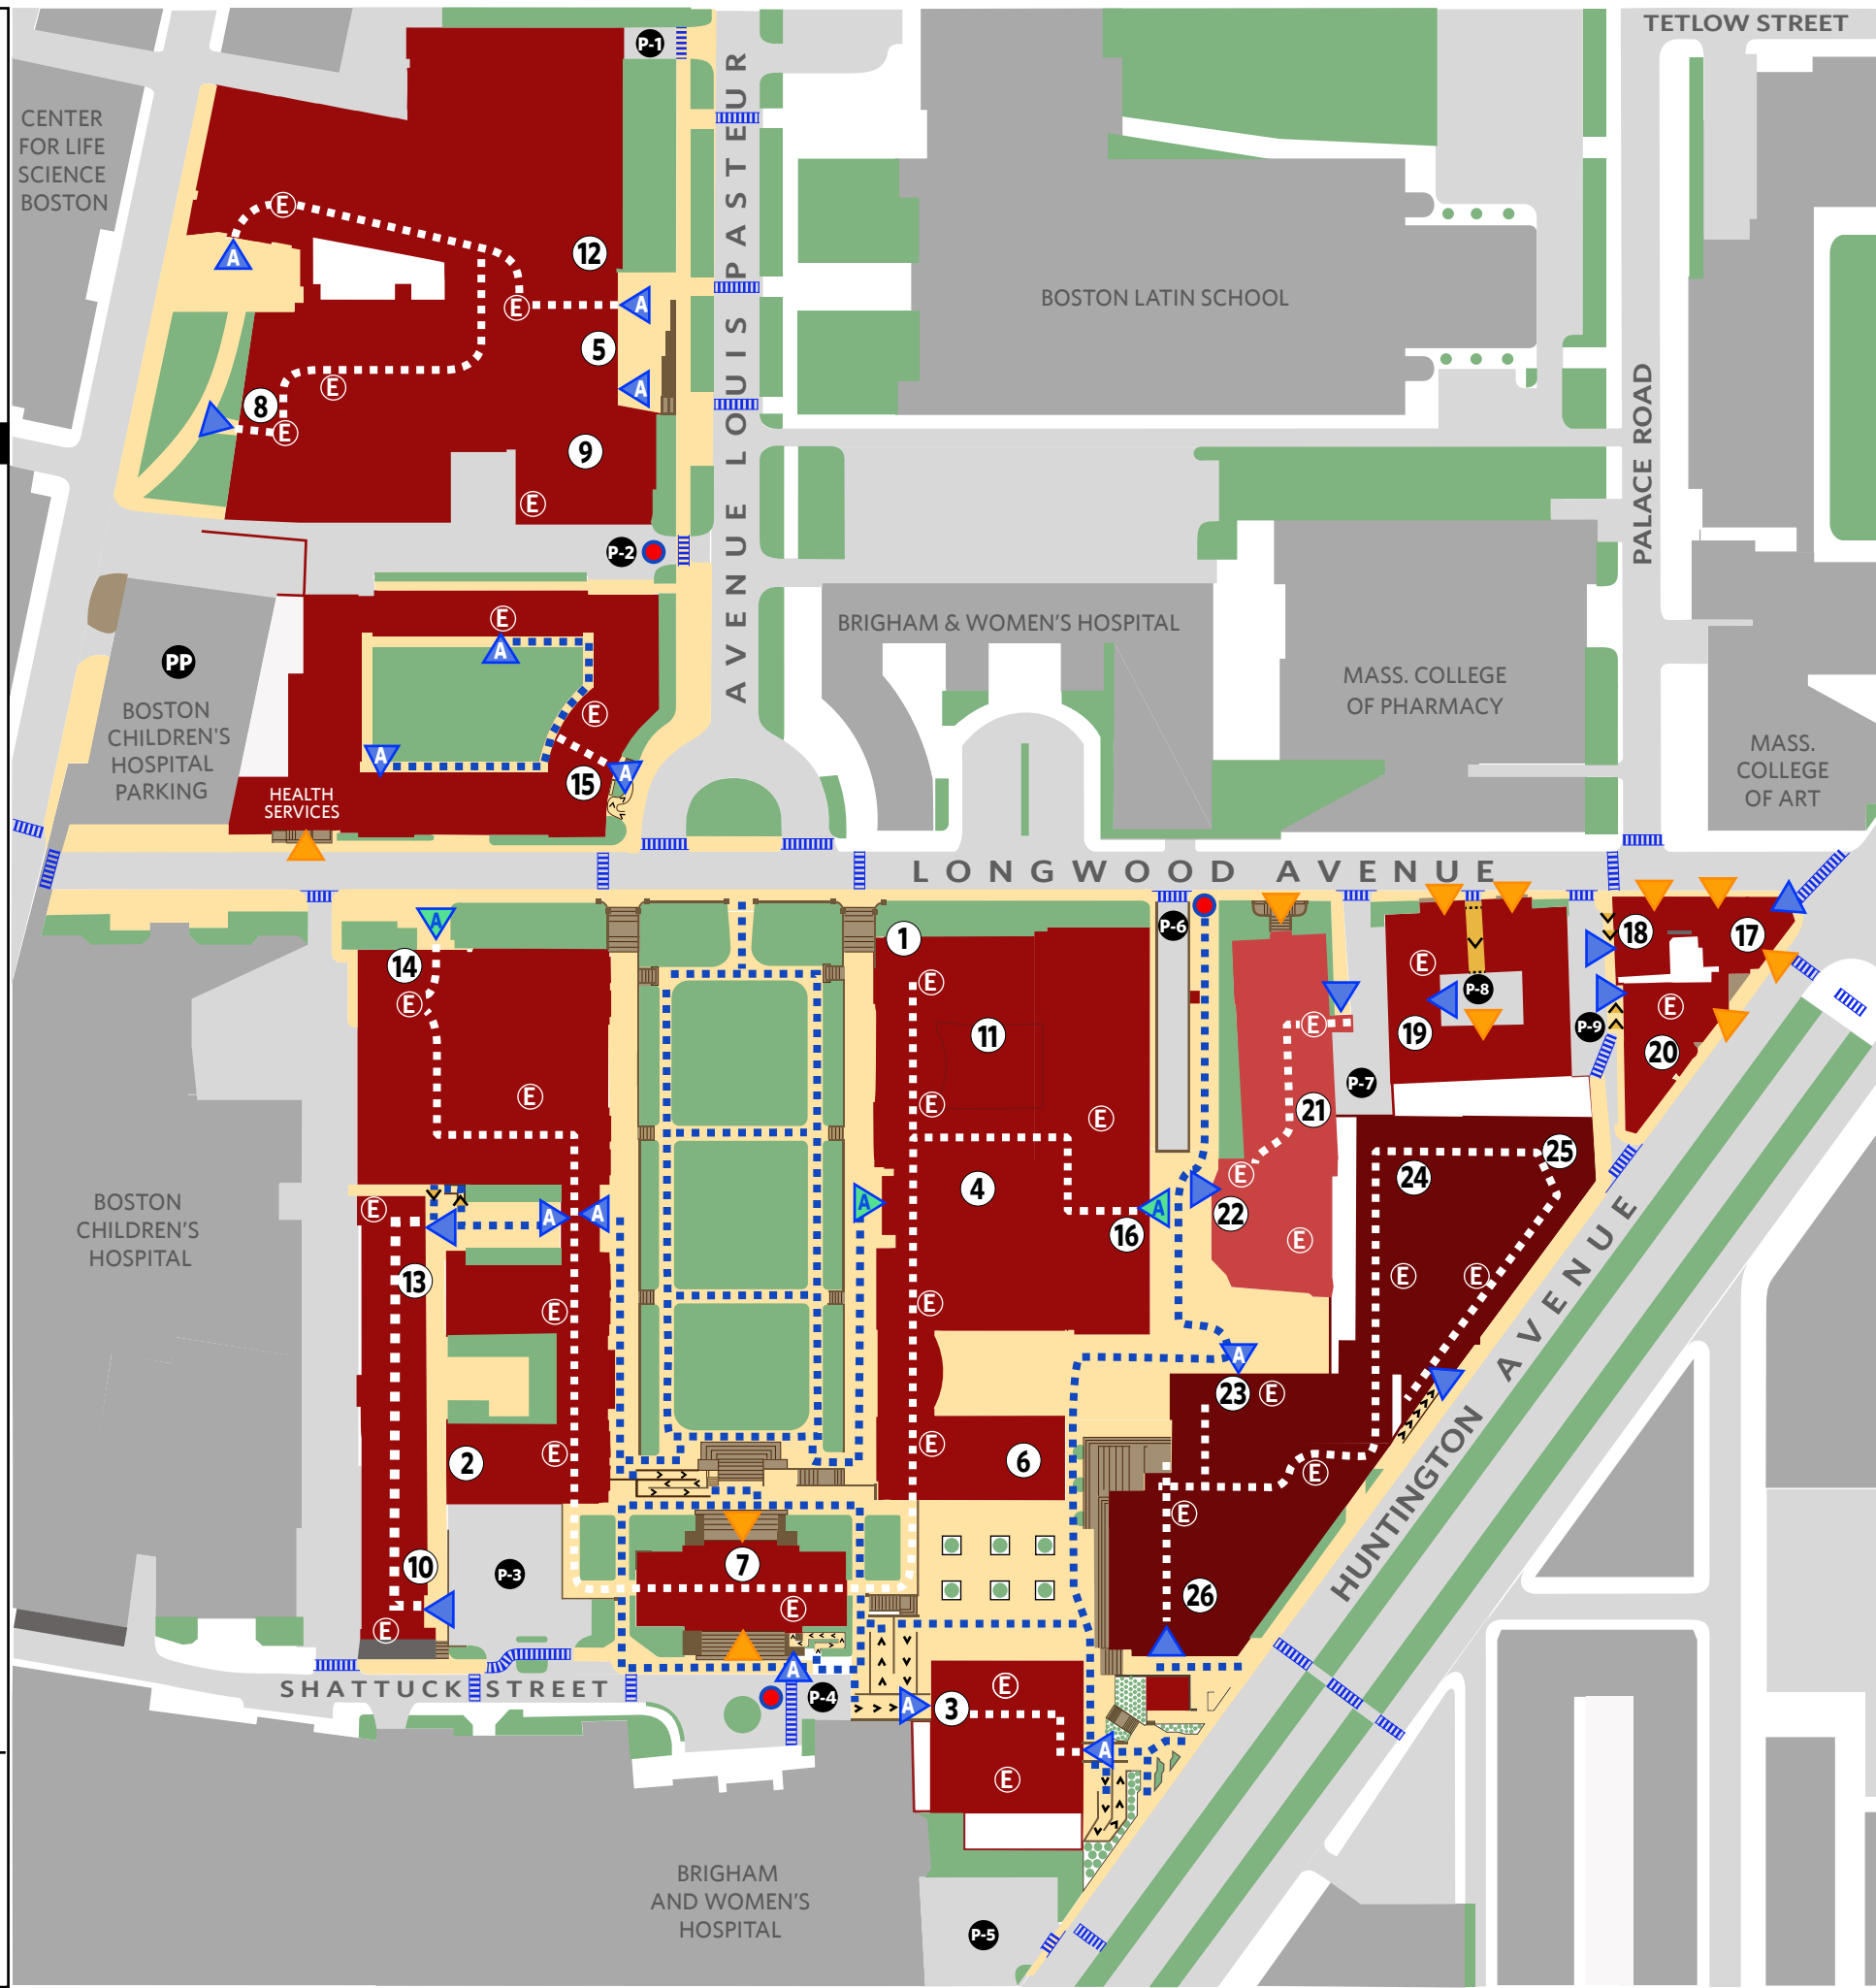 TETLOW STREET
P-1
CENTER
FOR LIFE
SCIENCE
BOSTON
E
12
A
E
A
5
A
E
8
E
9
E
AVENUE LOUIS PASTEUR
BOSTON LATIN SCHOOL
PALACE ROAD
P-2
E
A
PP
BOSTON
CHILDREN'S
HOSPITAL
PARKING
E
A
A
15
HEALTH
SERVICES
BRIGHAM & WOMEN'S HOSPITAL
MASS. COLLEGE
OF PHARMACY
MASS.
COLLEGE
OF ART
LONGWOOD AVENUE
A
14
E
E
1
E
11
E
E
P-6
E
21
E
22
E
P-7
E
P-8
19
P-9
18
17
E
20
BOSTON
CHILDREN'S
HOSPITAL
E
A
A
13
E
E
2
10
E
P-3
A
4
A
16
E
E
6
24
25
E
E
A
23
E
E
E
26
HUNTINGTON AVENUE
7
E
A
P-4
SHATTUCK STREET
A
3
E
A
E
BRIGHAM
AND WOMEN'S
HOSPITAL
P-5